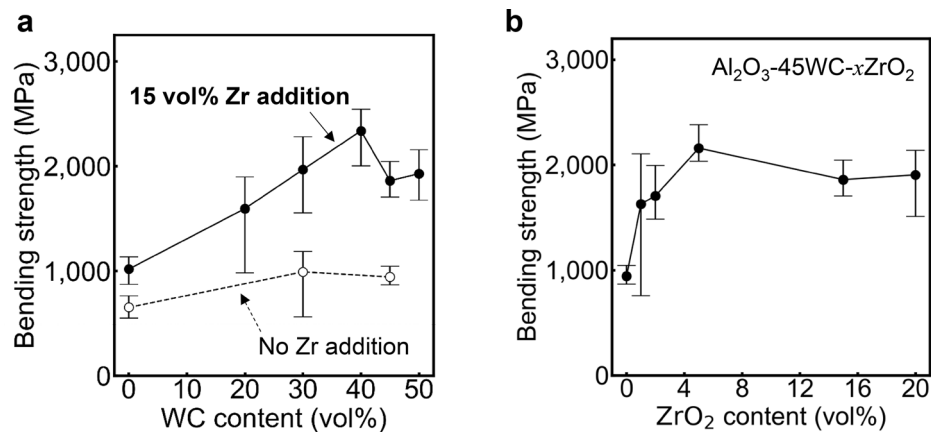 a
3,000
2,000
1,000
0
Bending strength (MPa)
15 vol% Zr addition
No Zr addition
0 10 20 30 40 50
WC content (vol%)
b
3,000
2,000
1,000
0
Bending strength (MPa)
Al₂O₃-45WC-xZrO₂
0 4 8 12 16 20
ZrO₂ content (vol%)